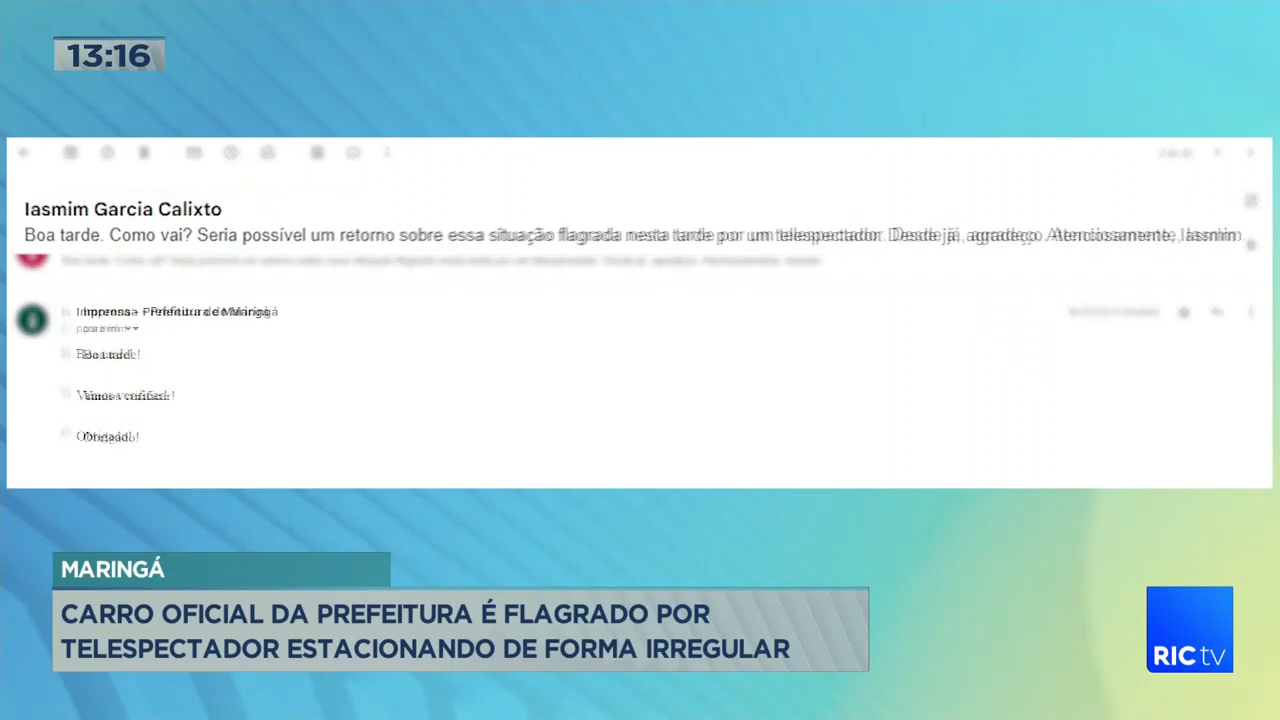 13:16
Iasmim Garcia Calixto
Boa tarde. Como vai? Seria possível um retorno sobre essa situação flagrada nesta tarde por um telespectador. Desde já, agradeço. Atenciosamente, Iasmin.
Imprensa - Prefeitura de Maringá
para mim
Boa tarde!
Vamos verificar!
Obrigado!
MARINGÁ
CARRO OFICIAL DA PREFEITURA É FLAGRADO POR
TELESPECTADOR ESTACIONANDO DE FORMA IRREGULAR
RIC tv